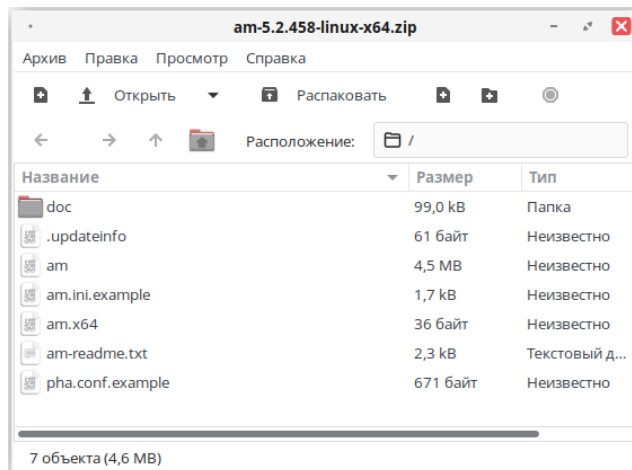 am-5.2.458-linux-x64.zip
Архив Правка Просмотр Справка
Открыть Распаковать
Расположение: /
Название Размер Тип
doc 99,0 kB Папка
.updateinfo 61 байт Неизвестно
am 4,5 MB Неизвестно
am.ini.example 1,7 kB Неизвестно
am.x64 36 байт Неизвестно
am-readme.txt 2,3 kB Текстовый д...
pha.conf.example 671 байт Неизвестно
7 объекта (4,6 MB)